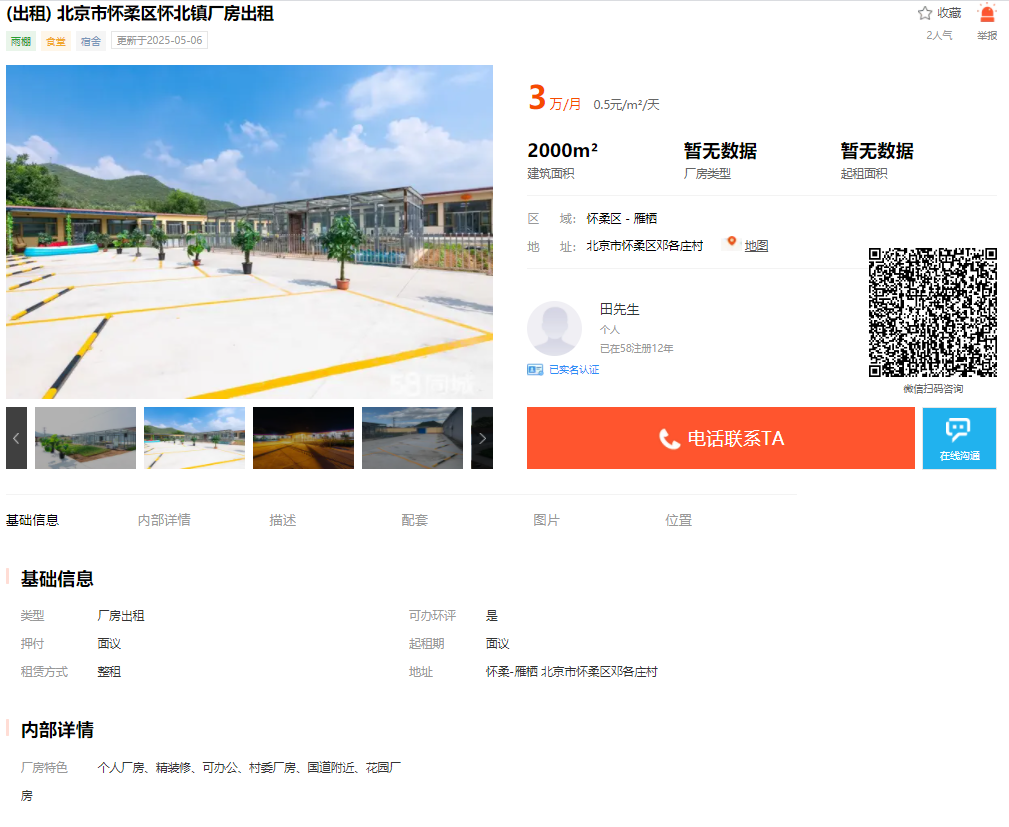 (出租) 北京市怀柔区怀北镇厂房出租
收藏
雨棚 食堂 宿舍 更新于2025-05-06
2人气 举报
3万/月 0.5元/m²/天
2000m² 暂无数据 暂无数据
建筑面积 厂房类型 起租面积
区 域: 怀柔区 - 雁栖
地 址: 北京市怀柔区邓各庄村 地图
田先生
个人
已在58注册12年
已实名认证
微信扫码咨询
58同城
电话联系TA
在线沟通
基础信息 内部详情 描述 配套 图片 位置
基础信息
类型 厂房出租 可办环评 是
押付 面议 起租期 面议
租赁方式 整租 地址 怀柔-雁栖 北京市怀柔区邓各庄村
内部详情
厂房特色 个人厂房、精装修、可办公、村委厂房、国道附近、花园厂
房